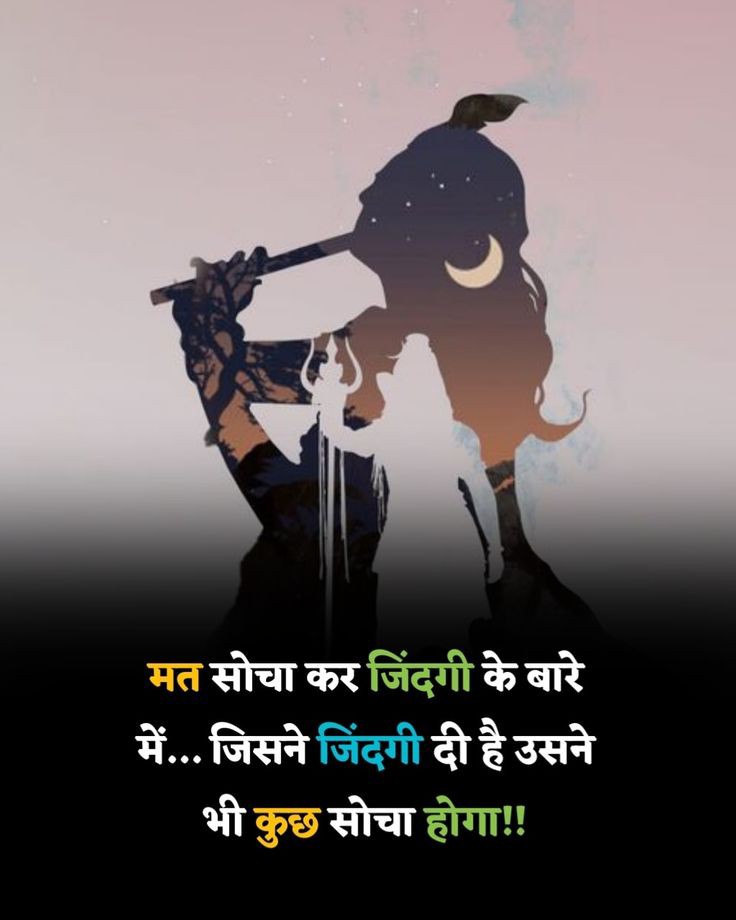 मत सोचा कर जिंदगी के बारे
में... जिसने जिंदगी दी है उसने
भी कुछ सोचा होगा!!